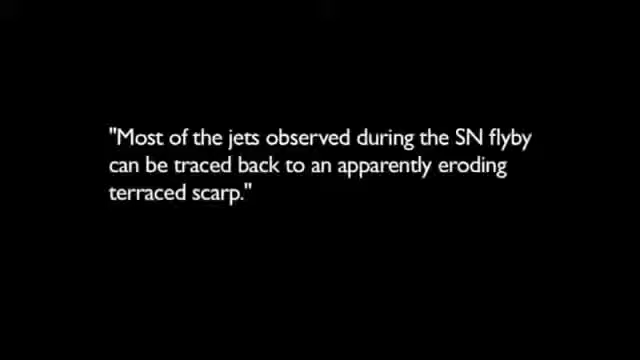 "Most of the jets observed during the SN flyby
can be traced back to an apparently eroding
terraced scarp."